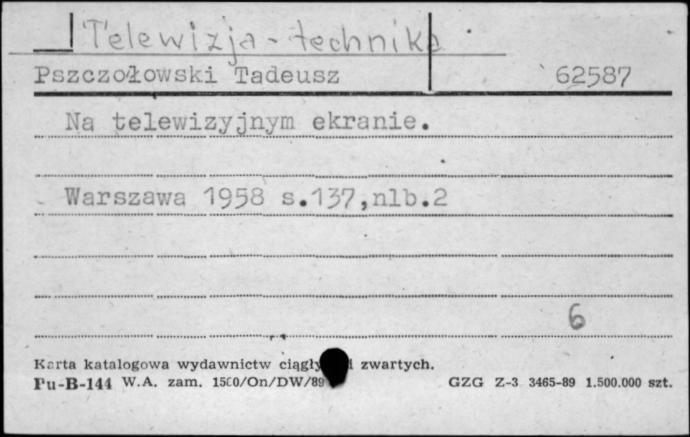 Telewizja - technika
Pszczołowski Tadeusz 62587
Na telewizyjnym ekranie.
Warszawa 1958 s.137,nlb.2
6
Karta katalogowa wydawnictw zwartych.
Pu-B-144 W.A. zam. 1500/On/DW/89 GZG Z-3 3465-89 1.500.000 szt.